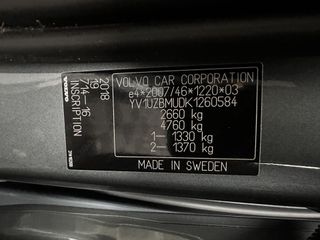 VOLVO CAR CORPORATION
e4*2007/46*1220*03
YV1UZBMUDK1260584
2660 kg
4760 kg
1— 1330 kg
2— 1370 kg
MADE IN SWEDEN
2018
19
714—16
INSCRIPTION
VOLVO